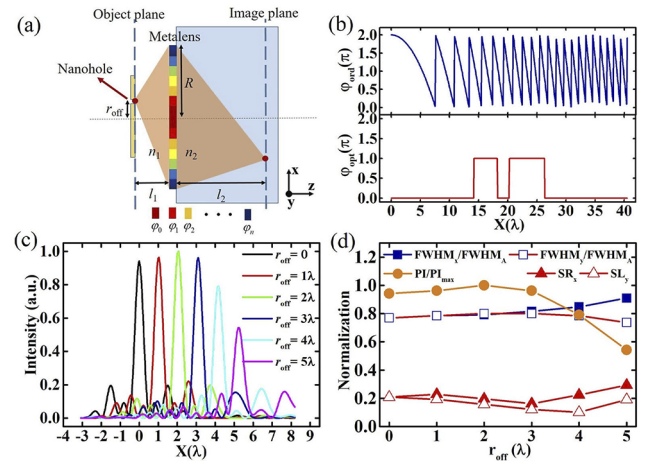 (a)
Object plane
Image plane
Metalens
Nanohole
R
r_off
n_1
n_2
l_1
l_2
x
y
z
φ_0 φ_1 φ_2 • • • φ_n
(b)
φ_ord(π)
2.0
1.5
1.0
0.5
0.0
φ_opt(π)
2.0
1.5
1.0
0.5
0.0
0 5 10 15 20 25 30 35 40
X(λ)
(c)
Intensity (a.u.)
1.0
0.8
0.6
0.4
0.2
0.0
-4 -3 -2 -1 0 1 2 3 4 5 6 7 8 9
X(λ)
r_off= 0
r_off= 1λ
r_off= 2λ
r_off= 3λ
r_off= 4λ
r_off= 5λ
(d)
Normalization
1.2
1.0
0.8
0.6
0.4
0.2
0.0
0 1 2 3 4 5
r_off (λ)
FWHM_x/FWHM_A FWHM_y/FWHM_A
PI/PI_max SR_x SL_y